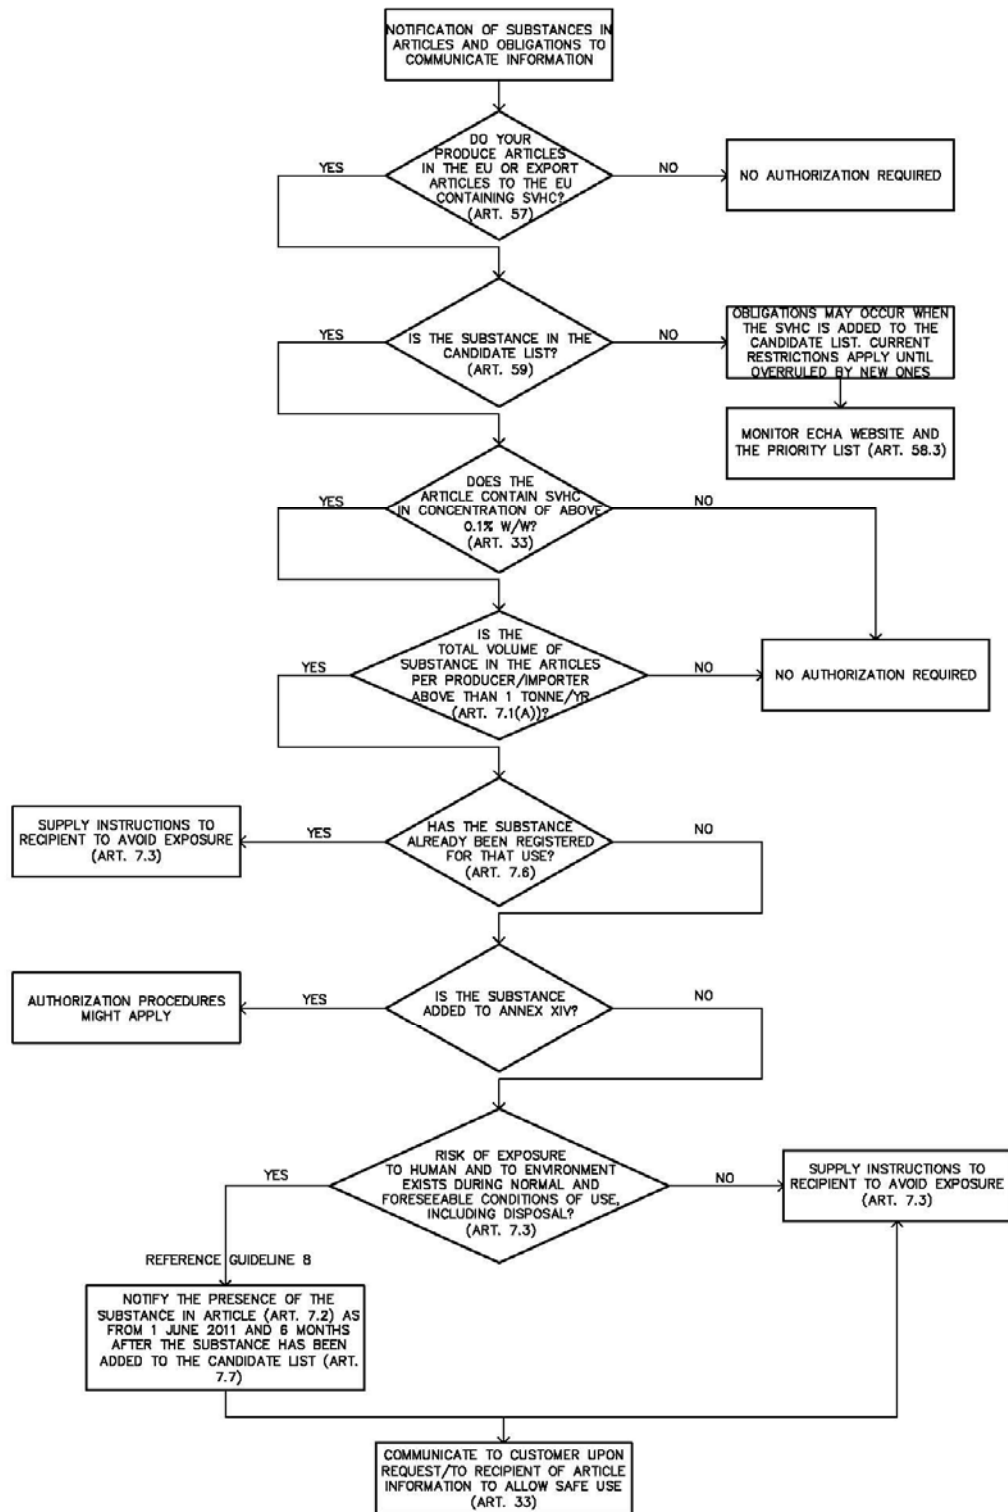 NOTIFICATION OF SUBSTANCES IN
ARTICLES AND OBLIGATIONS TO
COMMUNICATE INFORMATION
DO YOUR
PRODUCE ARTICLES
IN THE EU OR EXPORT
ARTICLES TO THE EU
CONTAINING SVHC?
(ART. 57)
YES
NO
NO AUTHORIZATION REQUIRED
IS THE SUBSTANCE IN THE
CANDIDATE LIST?
(ART. 59)
YES
NO
OBLIGATIONS MAY OCCUR WHEN
THE SVHC IS ADDED TO THE
CANDIDATE LIST. CURRENT
RESTRICTIONS APPLY UNTIL
OVERRULED BY NEW ONES
MONITOR ECHA WEBSITE AND
THE PRIORITY LIST (ART. 58.3)
DOES THE
ARTICLE CONTAIN SVHC
IN CONCENTRATION OF ABOVE
0.1% W/W?
(ART. 33)
YES
NO
IS THE
TOTAL VOLUME OF
SUBSTANCE IN THE ARTICLES
PER PRODUCER/IMPORTER
ABOVE THAN 1 TONNE/YR
(ART. 7.1(A))?
YES
NO
NO AUTHORIZATION REQUIRED
HAS THE SUBSTANCE
ALREADY BEEN REGISTERED
FOR THAT USE?
(ART. 7.6)
YES
NO
SUPPLY INSTRUCTIONS TO
RECIPIENT TO AVOID EXPOSURE
(ART. 7.3)
IS THE SUBSTANCE
ADDED TO ANNEX XIV?
YES
NO
AUTHORIZATION PROCEDURES
MIGHT APPLY
RISK OF EXPOSURE
TO HUMAN AND TO ENVIRONMENT
EXISTS DURING NORMAL AND
FORESEEABLE CONDITIONS OF USE,
INCLUDING DISPOSAL?
(ART. 7.3)
YES
NO
SUPPLY INSTRUCTIONS TO
RECIPIENT TO AVOID EXPOSURE
(ART. 7.3)
REFERENCE GUIDELINE 8
NOTIFY THE PRESENCE OF THE
SUBSTANCE IN ARTICLE (ART. 7.2) AS
FROM 1 JUNE 2011 AND 6 MONTHS
AFTER THE SUBSTANCE HAS BEEN
ADDED TO THE CANDIDATE LIST (ART.
7.7)
COMMUNICATE TO CUSTOMER UPON
REQUEST/TO RECIPIENT OF ARTICLE
INFORMATION TO ALLOW SAFE USE
(ART. 33)